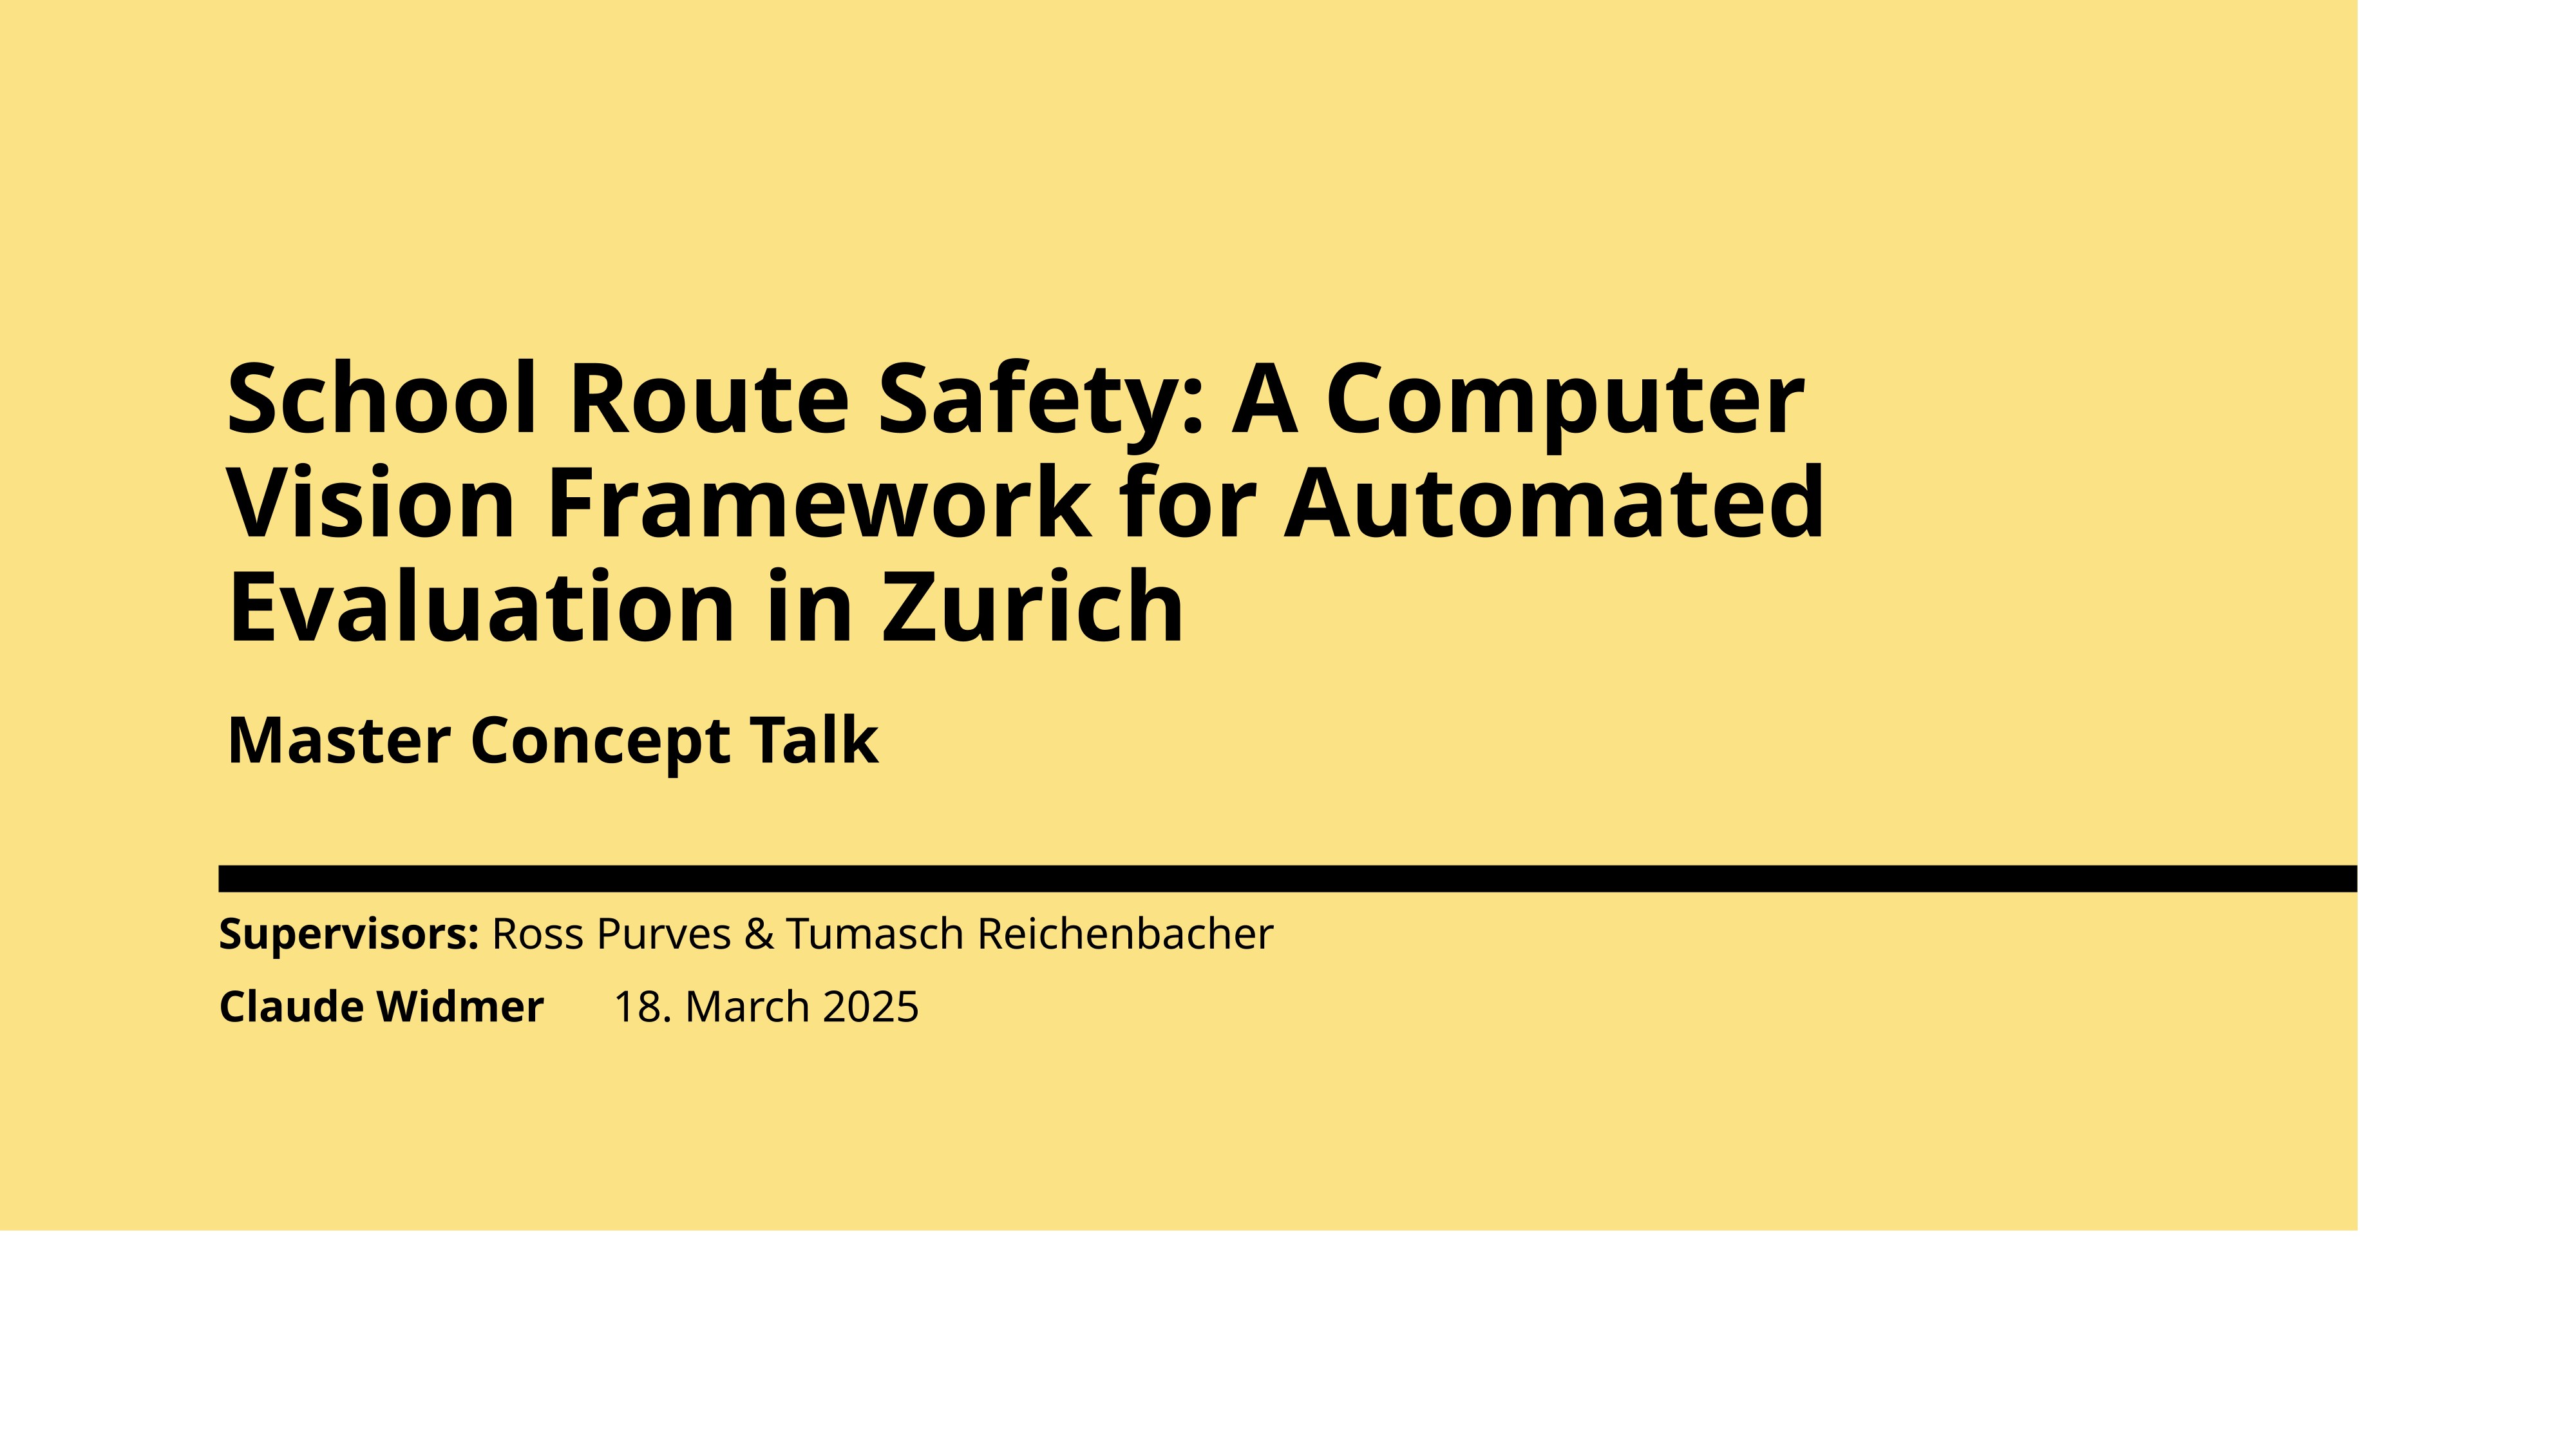 School Route Safety: A Computer
Vision Framework for Automated
Evaluation in Zurich
Master Concept Talk
Supervisors: Ross Purves & Tumasch Reichenbacher
Claude Widmer 18. March 2025